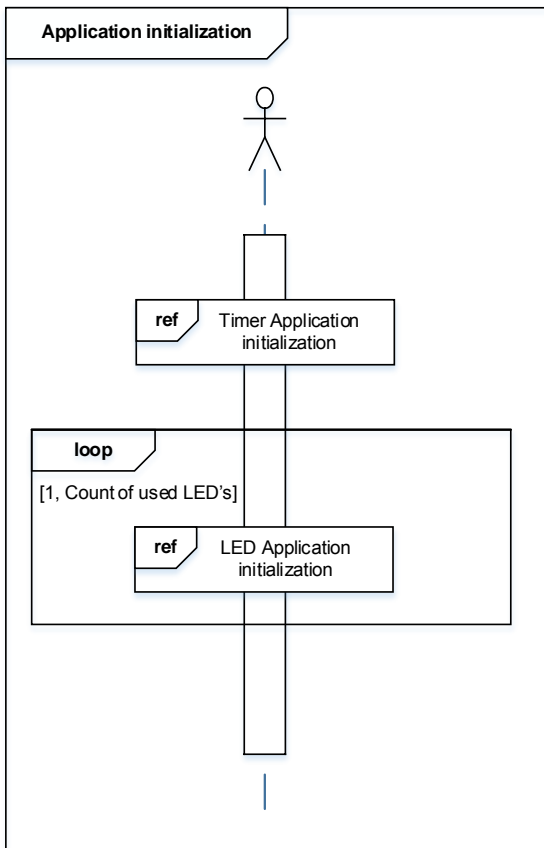 Application initialization
ref
Timer Application
initialization
loop
[1, Count of used LED's]
ref
LED Application
initialization